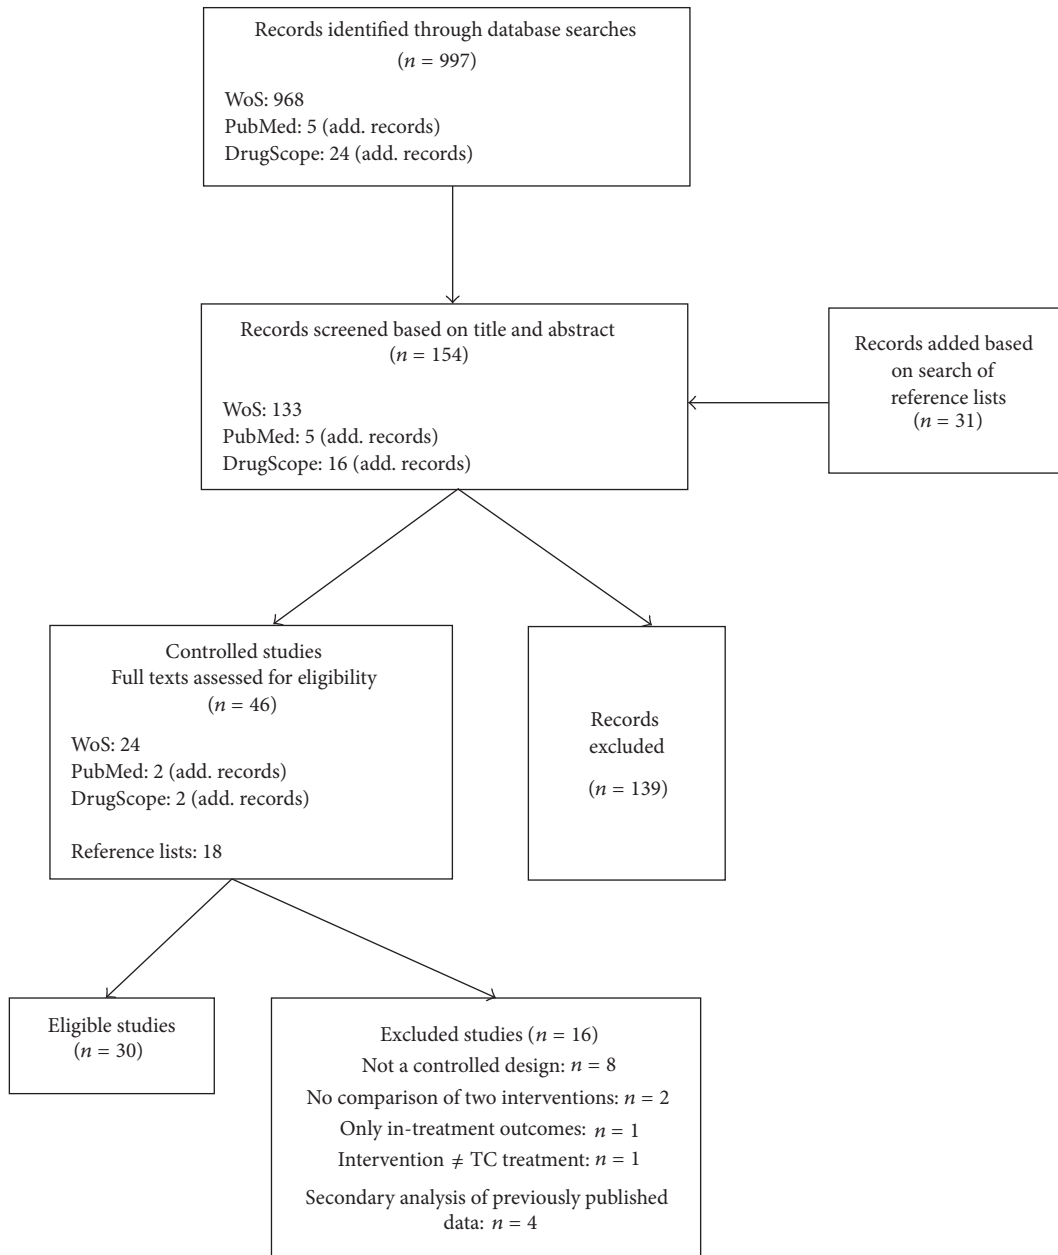 Records identified through database searches
(n = 997)
WoS: 968
PubMed: 5 (add. records)
DrugScope: 24 (add. records)
Records screened based on title and abstract
(n = 154)
WoS: 133
PubMed: 5 (add. records)
DrugScope: 16 (add. records)
Records added based
on search of
reference lists
(n = 31)
Controlled studies
Full texts assessed for eligibility
(n = 46)
WoS: 24
PubMed: 2 (add. records)
DrugScope: 2 (add. records)
Reference lists: 18
Records
excluded
(n = 139)
Eligible studies
(n = 30)
Excluded studies (n = 16)
Not a controlled design: n = 8
No comparison of two interventions: n = 2
Only in-treatment outcomes: n = 1
Intervention ≠ TC treatment: n = 1
Secondary analysis of previously published
data: n = 4